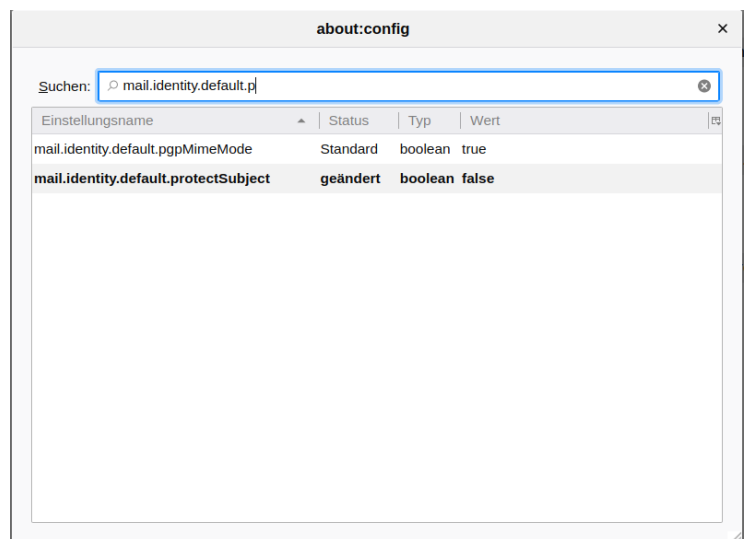 about:config
Suchen: mail.identity.default.p
Einstellungsname Status Typ Wert
mail.identity.default.pgpMimeMode Standard boolean true
mail.identity.default.protectSubject geändert boolean false